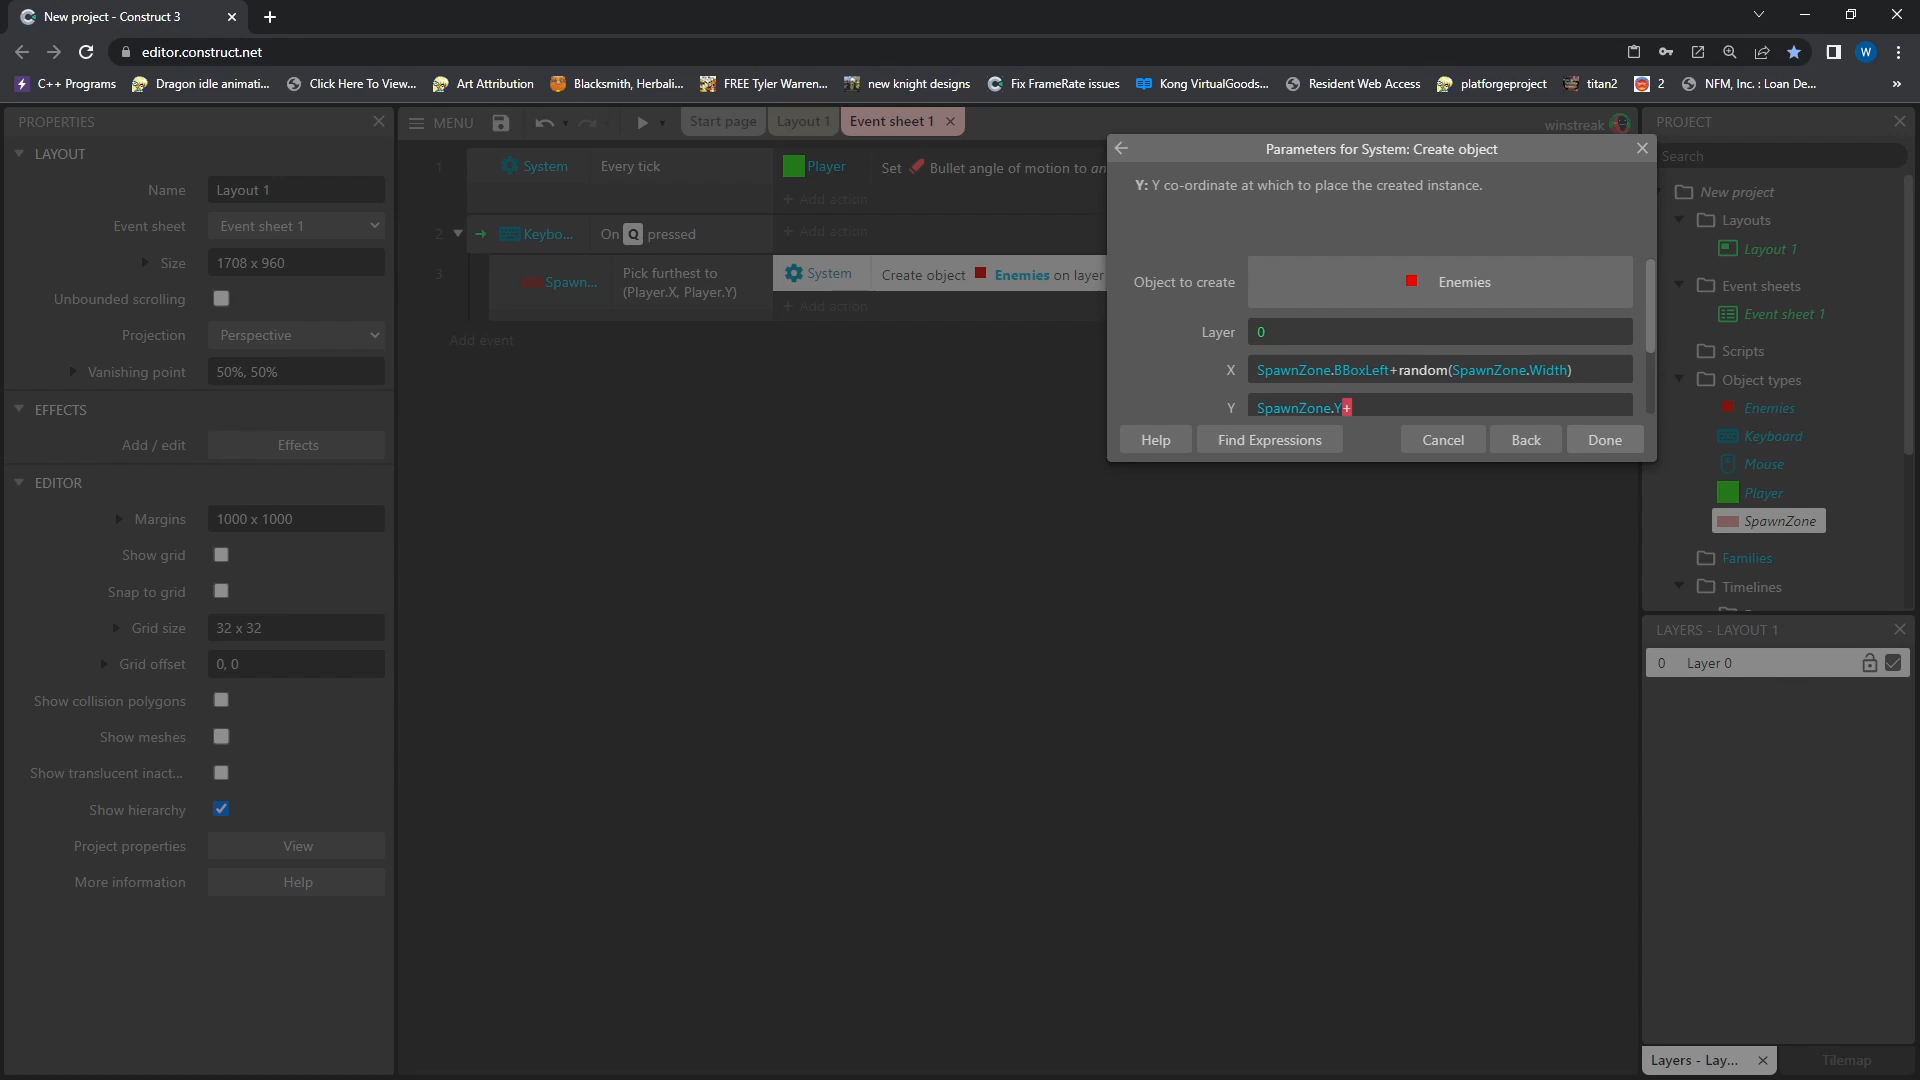 New project - Construct 3
editor.construct.net
C++ Programs
Dragon idle animati...
Click Here To View...
Art Attribution
Blacksmith, Herbali...
FREE Tyler Warren...
new knight designs
Fix FrameRate issues
Kong VirtualGoods...
Resident Web Access
platforgeproject
titan2
2
NFM, Inc. : Loan De...
»
W
PROPERTIES
LAYOUT
Name
Layout 1
Event sheet
Event sheet 1
Size
1708 x 960
Unbounded scrolling
Projection
Perspective
Vanishing point
50%, 50%
EFFECTS
Add / edit
Effects
EDITOR
Margins
1000 x 1000
Show grid
Snap to grid
Grid size
32 x 32
Grid offset
0, 0
Show collision polygons
Show meshes
Show translucent inact...
Show hierarchy
Project properties
View
More information
Help
MENU
Start page
Layout 1
Event sheet 1
winstreak
1
System
Every tick
Player
Set Bullet angle of motion to an
+ Add action
2
Keybo...
On Q pressed
+ Add action
3
Spawn...
Pick furthest to
(Player.X, Player.Y)
System
Create object Enemies on layer
+ Add action
Add event
Parameters for System: Create object
Y: Y co-ordinate at which to place the created instance.
Object to create
Enemies
Layer
0
X
SpawnZone.BBoxLeft+random(SpawnZone.Width)
Y
SpawnZone.Y+
Help
Find Expressions
Cancel
Back
Done
PROJECT
Search
New project
Layouts
Layout 1
Event sheets
Event sheet 1
Scripts
Object types
Enemies
Keyboard
Mouse
Player
SpawnZone
Families
Timelines
LAYERS - LAYOUT 1
0
Layer 0
Layers - Lay...
Tilemap